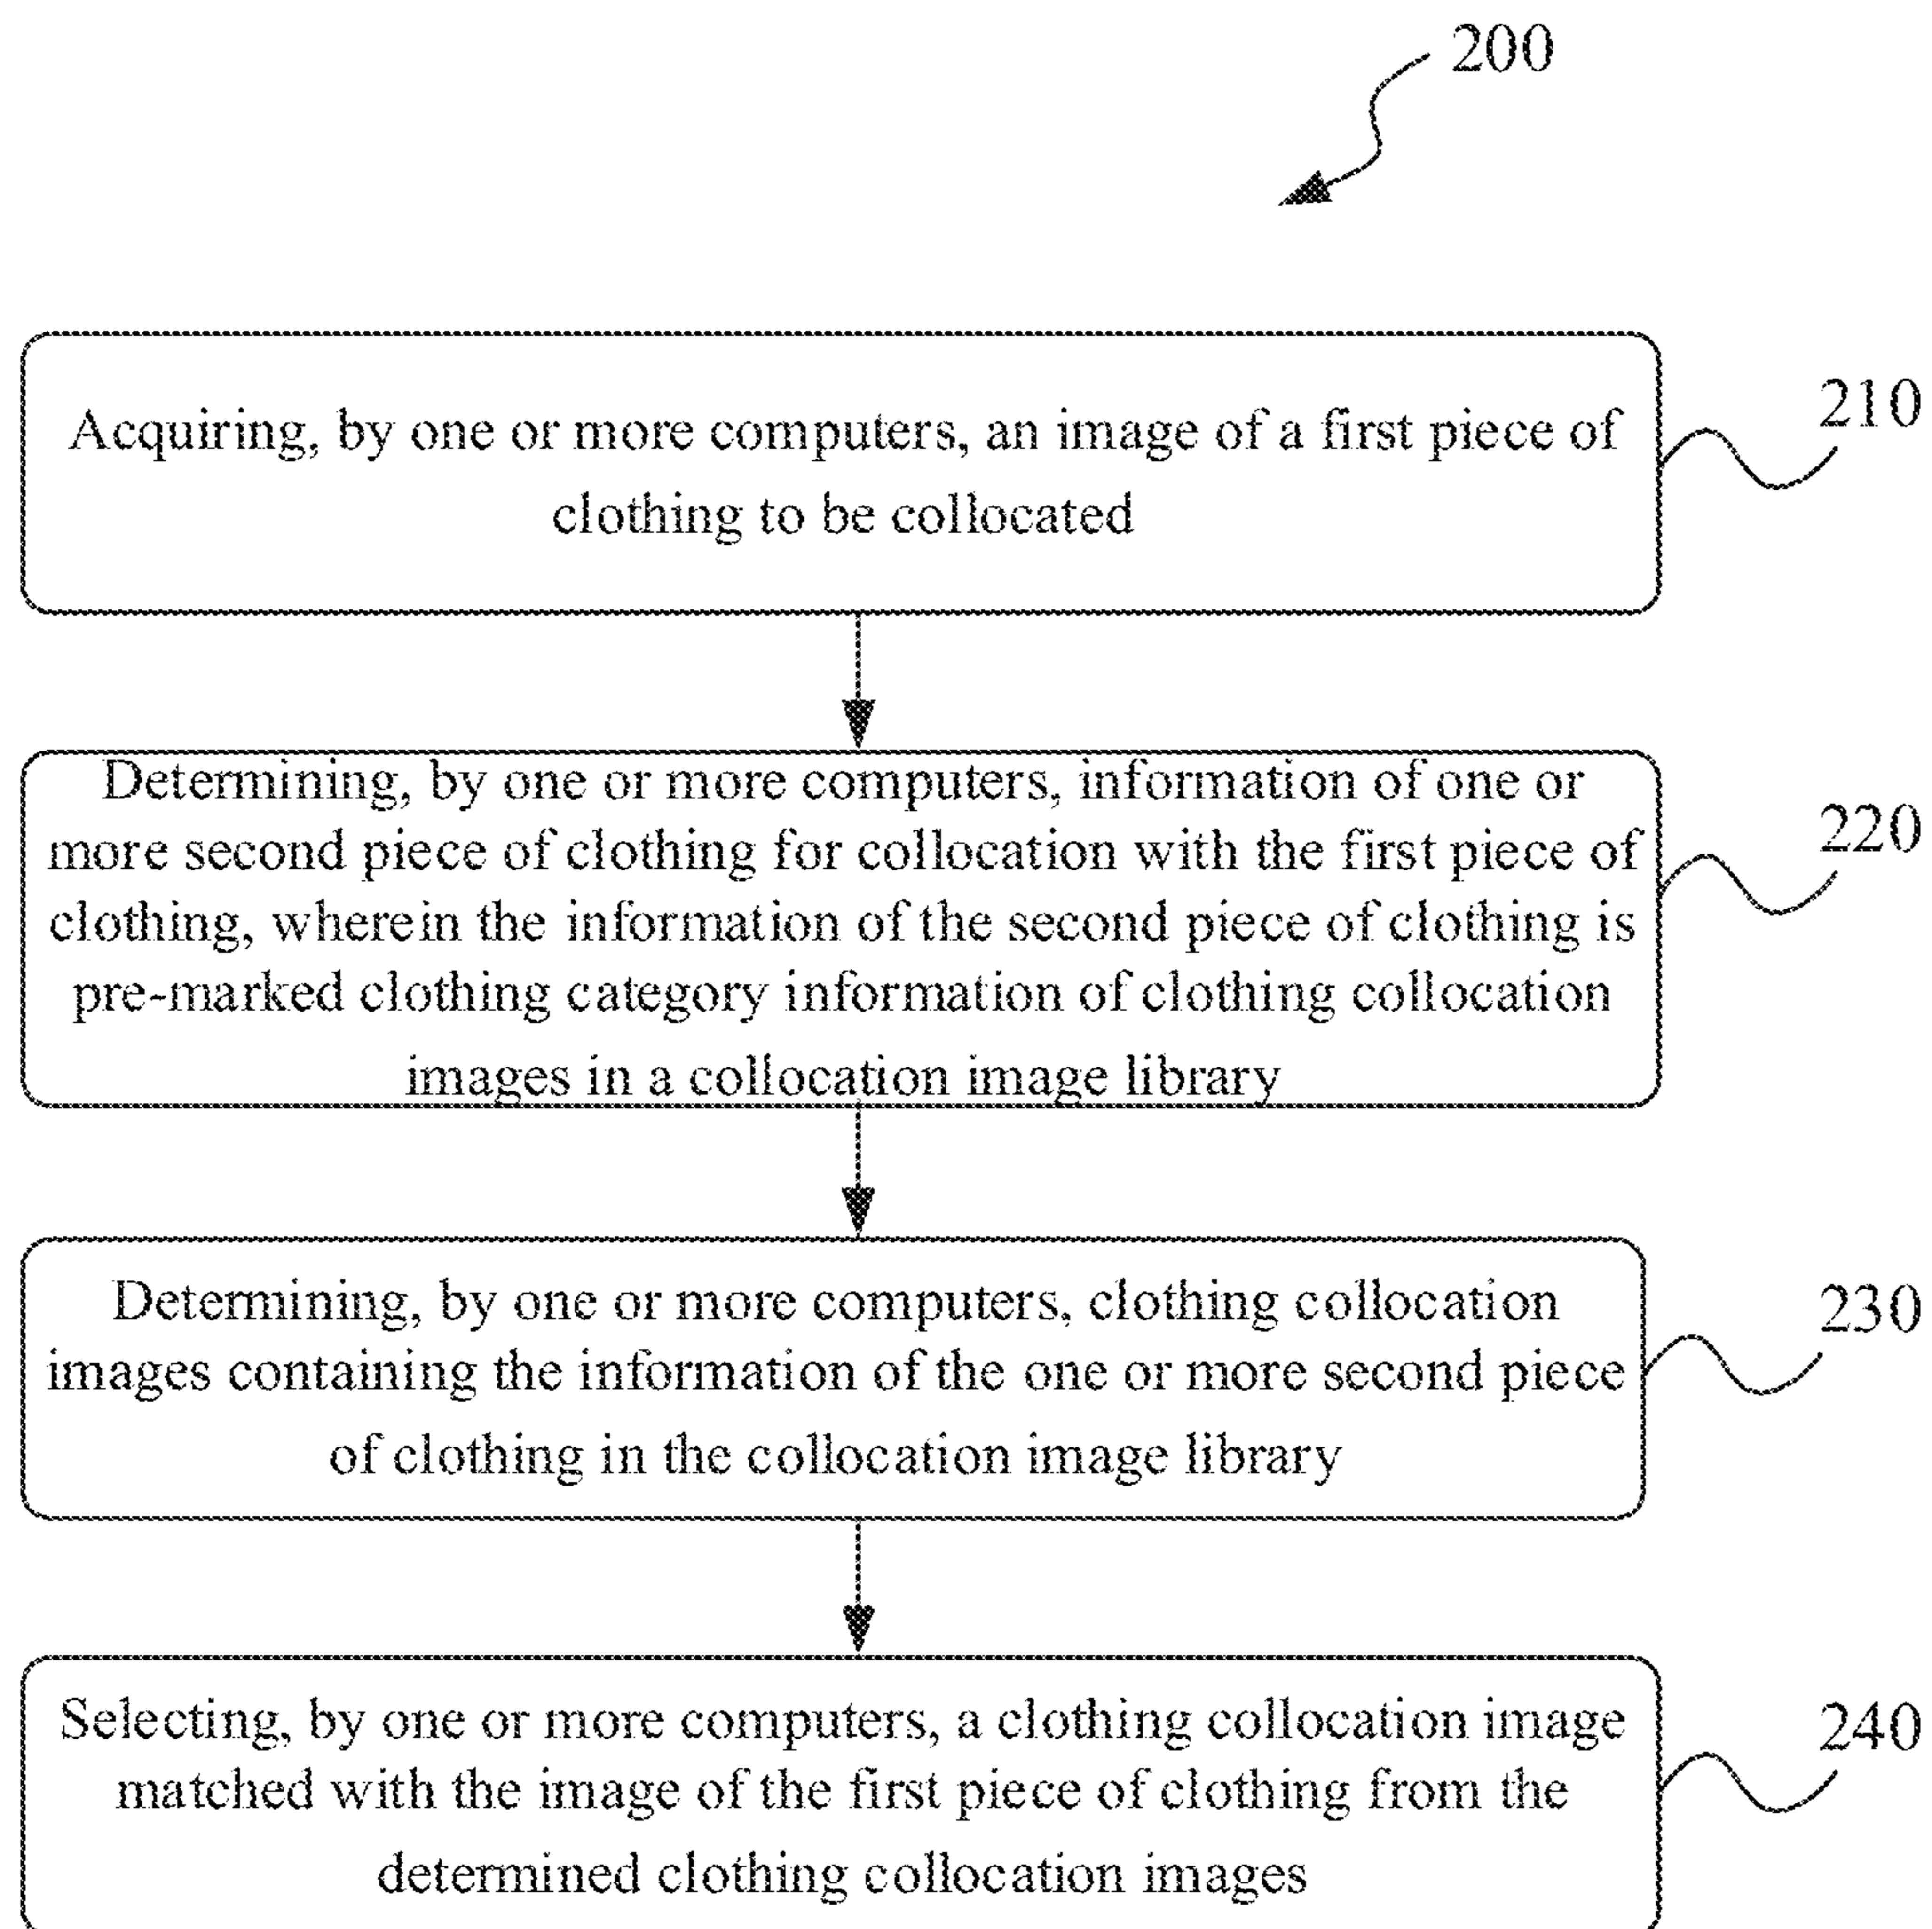 200
Acquiring, by one or more computers, an image of a first piece of
clothing to be collocated
210
Determining, by one or more computers, information of one or
more second piece of clothing for collocation with the first piece of
clothing, wherein the information of the second piece of clothing is
pre-marked clothing category information of clothing collocation
images in a collocation image library
220
Determining, by one or more computers, clothing collocation
images containing the information of the one or more second piece
of clothing in the collocation image library
230
Selecting, by one or more computers, a clothing collocation image
matched with the image of the first piece of clothing from the
determined clothing collocation images
240